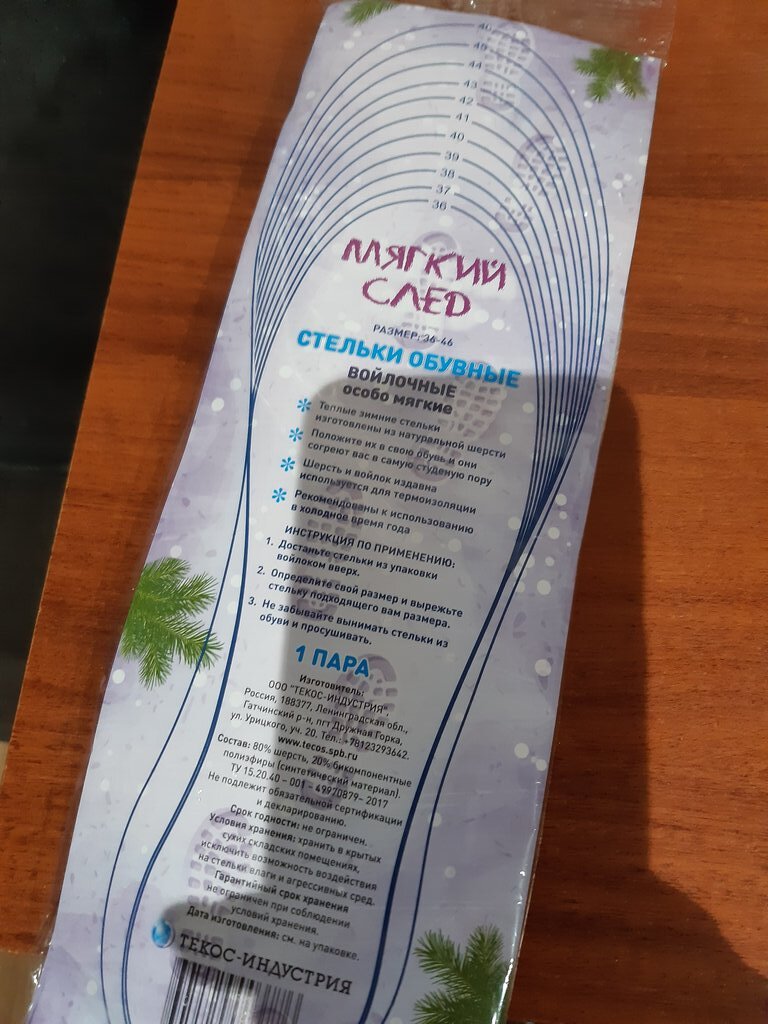 46
45
44
43
42
41
40
39
38
37
36
МЯГКИЙ
СЛЕД
РАЗМЕР: 36-46
СТЕЛЬКИ ОБУВНЫЕ
ВОЙЛОЧНЫЕ
особо мягкие
* Теплые зимние стельки
изготовлены из натуральной шерсти
* Положите их в свою обувь и они
согреют вас в самую студеную пору
* Шерсть и войлок издавна
используется для термоизоляции
* Рекомендованы к использованию
в холодное время года
ИНСТРУКЦИЯ ПО ПРИМЕНЕНИЮ:
1. Достаньте стельки из упаковки
войлоком вверх.
2. Определите свой размер и вырежьте
стельку подходящего вам размера.
3. Не забывайте вынимать стельки из
обуви и просушивать.
1 ПАРА
Изготовитель:
ООО "ТЕКОС-ИНДУСТРИЯ",
Россия, 188377, Ленинградская обл.,
Гатчинский р-н, пгт Дружная Горка,
ул. Урицкого, уч. 20. Тел.: +78123293642.
www.tecos.spb.ru
Состав: 80% шерсть, 20% бикомпонентные
полиэфиры (синтетический материал).
ТУ 15.20.40 - 001 - 49970879- 2017
Не подлежит обязательной сертификации
и декларированию.
Срок годности: не ограничен.
Условия хранения: хранить в крытых
сухих складских помещениях,
исключить возможность воздействия
на стельки влаги и агрессивных сред.
Гарантийный срок хранения
не ограничен при соблюдении
условий хранения.
Дата изготовления: см. на упаковке.
ТЕКОС-ИНДУСТРИЯ